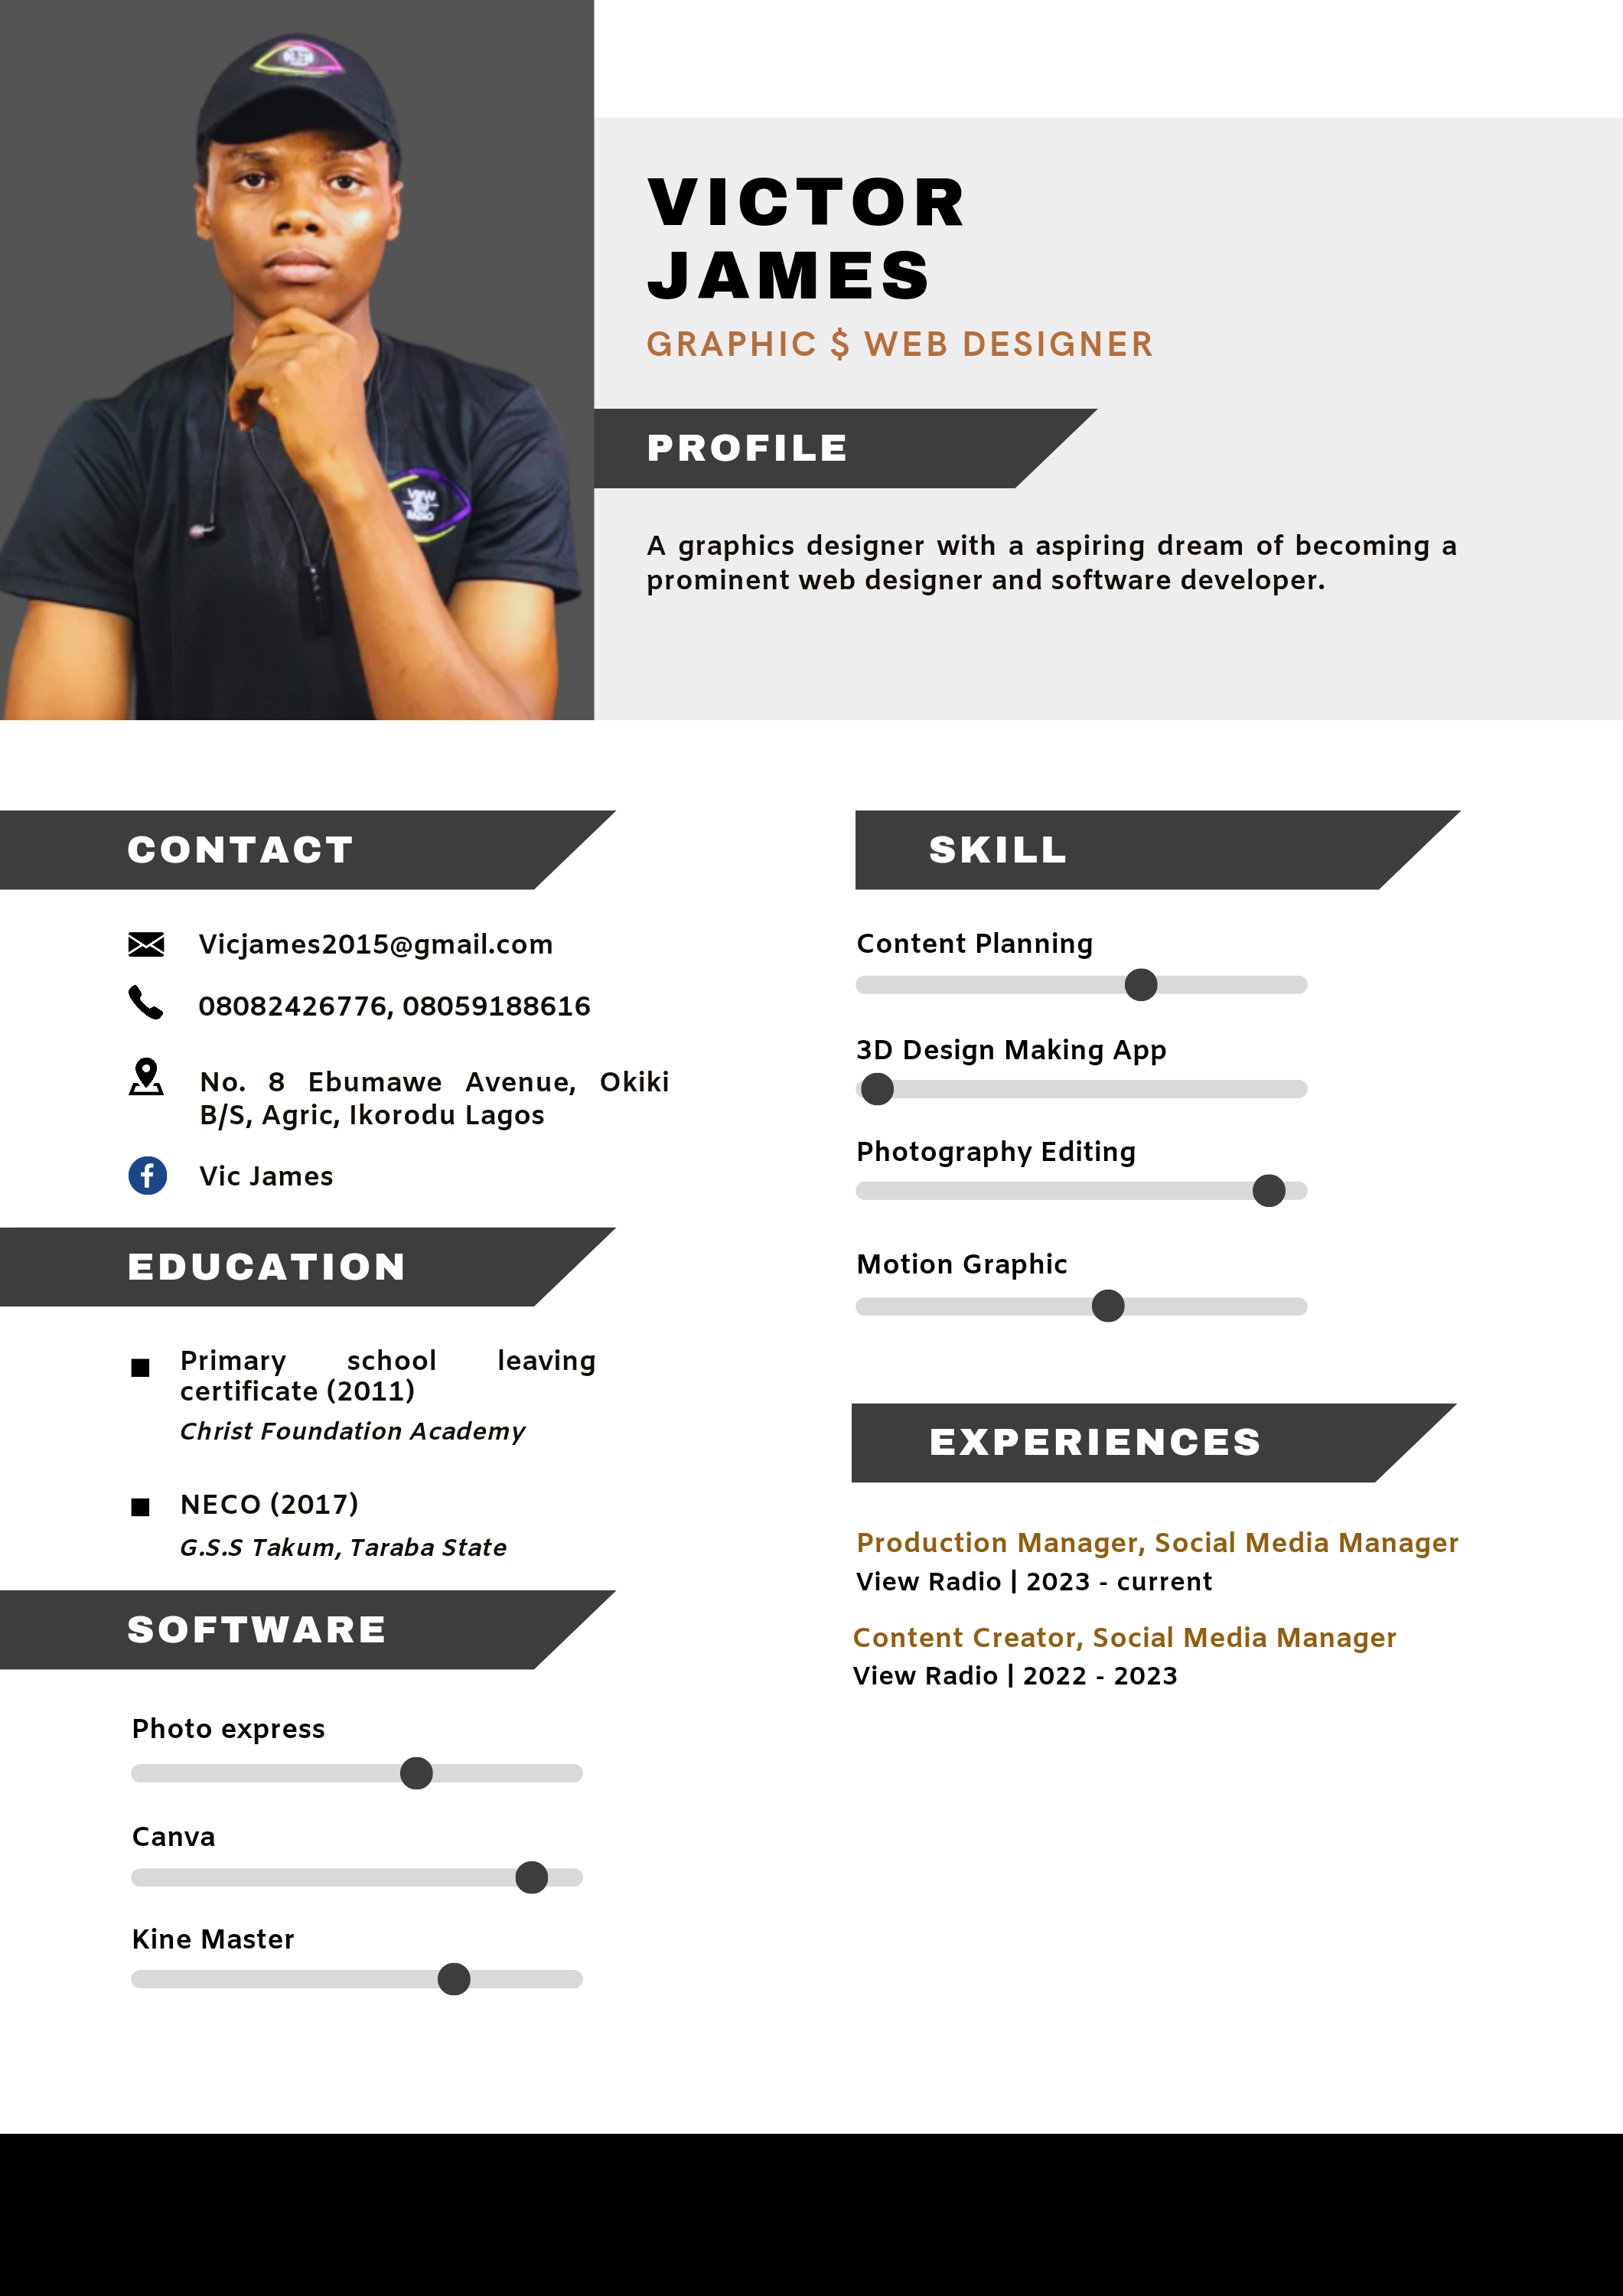 VICTOR
JAMES
GRAPHIC $ WEB DESIGNER
PROFILE
A graphics designer with a aspiring dream of becoming a
prominent web designer and software developer.
CONTACT
Vicjames2015@gmail.com
08082426776, 08059188616
No. 8 Ebumawe Avenue, Okiki
B/S, Agric, Ikorodu Lagos
Vic James
EDUCATION
Primary school leaving
certificate (2011)
Christ Foundation Academy
NECO (2017)
G.S.S Takum, Taraba State
SOFTWARE
Photo express
Canva
Kine Master
SKILL
Content Planning
3D Design Making App
Photography Editing
Motion Graphic
EXPERIENCES
Production Manager, Social Media Manager
View Radio | 2023 - current
Content Creator, Social Media Manager
View Radio | 2022 - 2023